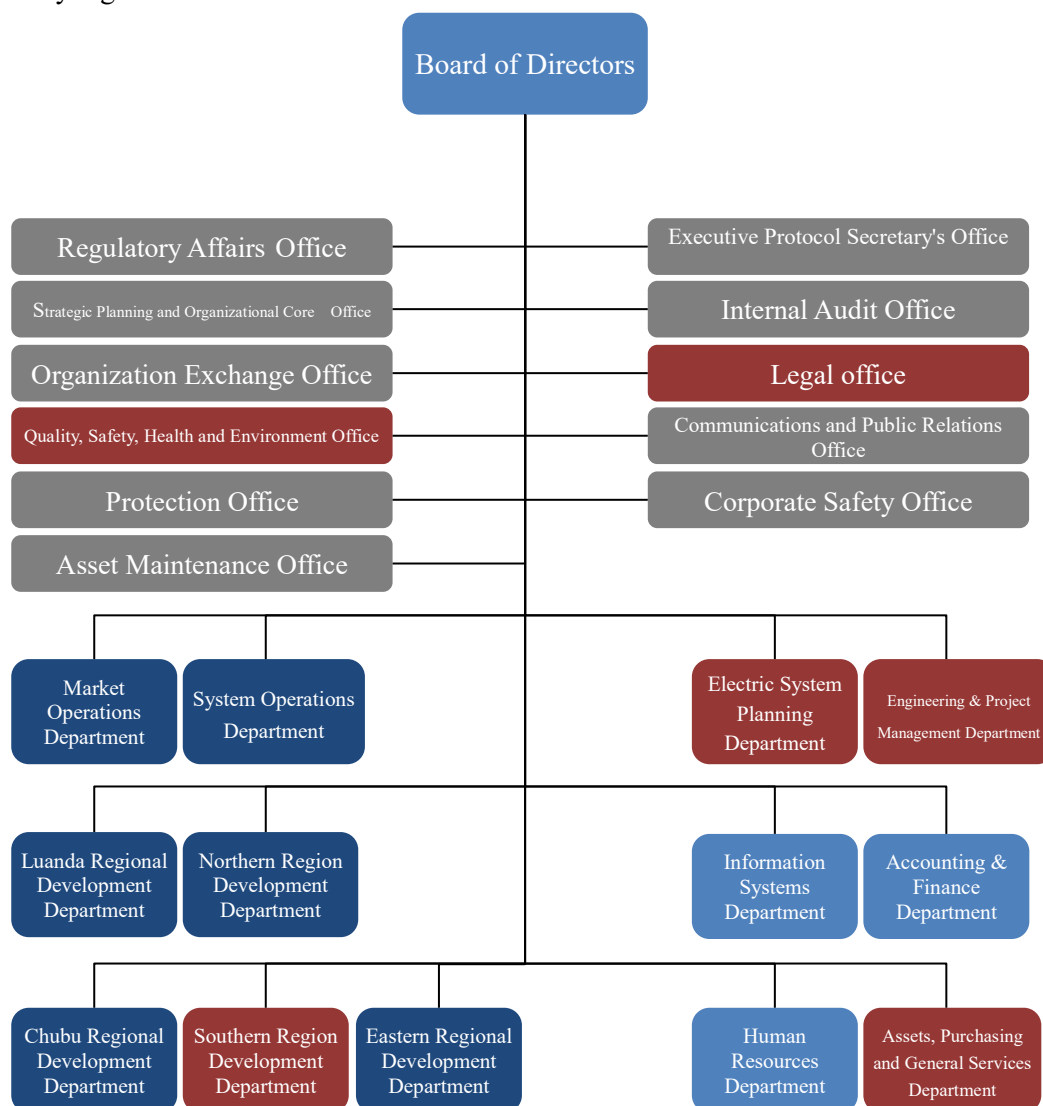 Board of Directors
Regulatory Affairs Office
Executive Protocol Secretary's Office
Strategic Planning and Organizational Core Office
Internal Audit Office
Organization Exchange Office
Legal office
Quality, Safety, Health and Environment Office
Communications and Public Relations
Office
Protection Office
Corporate Safety Office
Asset Maintenance Office
Market
Operations
Department
System Operations
Department
Electric System
Planning
Department
Engineering & Project
Management Department
Luanda Regional
Development
Department
Northern Region
Development
Department
Information
Systems
Department
Accounting &
Finance
Department
Chubu Regional
Development
Department
Southern Region
Development
Department
Eastern Regional
Development
Department
Human
Resources
Department
Assets, Purchasing
and General Services
Department